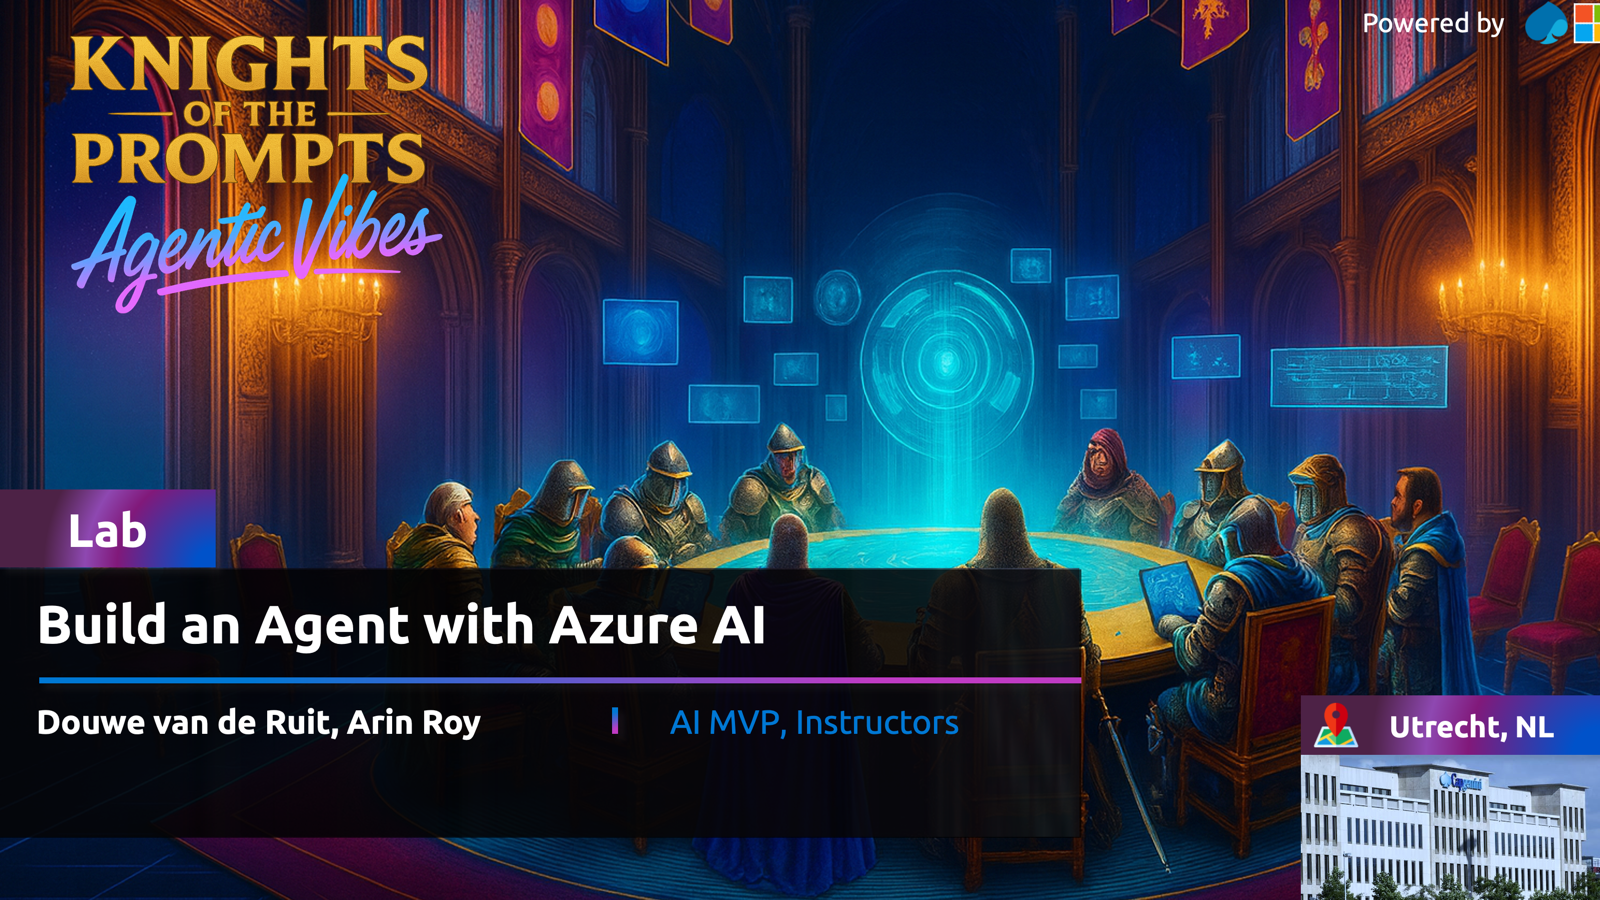 KNIGHTS
OF THE
PROMPTS
Agentic Vibes
Powered by
Lab
Build an Agent with Azure AI
Douwe van de Ruit, Arin Roy
AI MVP, Instructors
Utrecht, NL
Capgemini